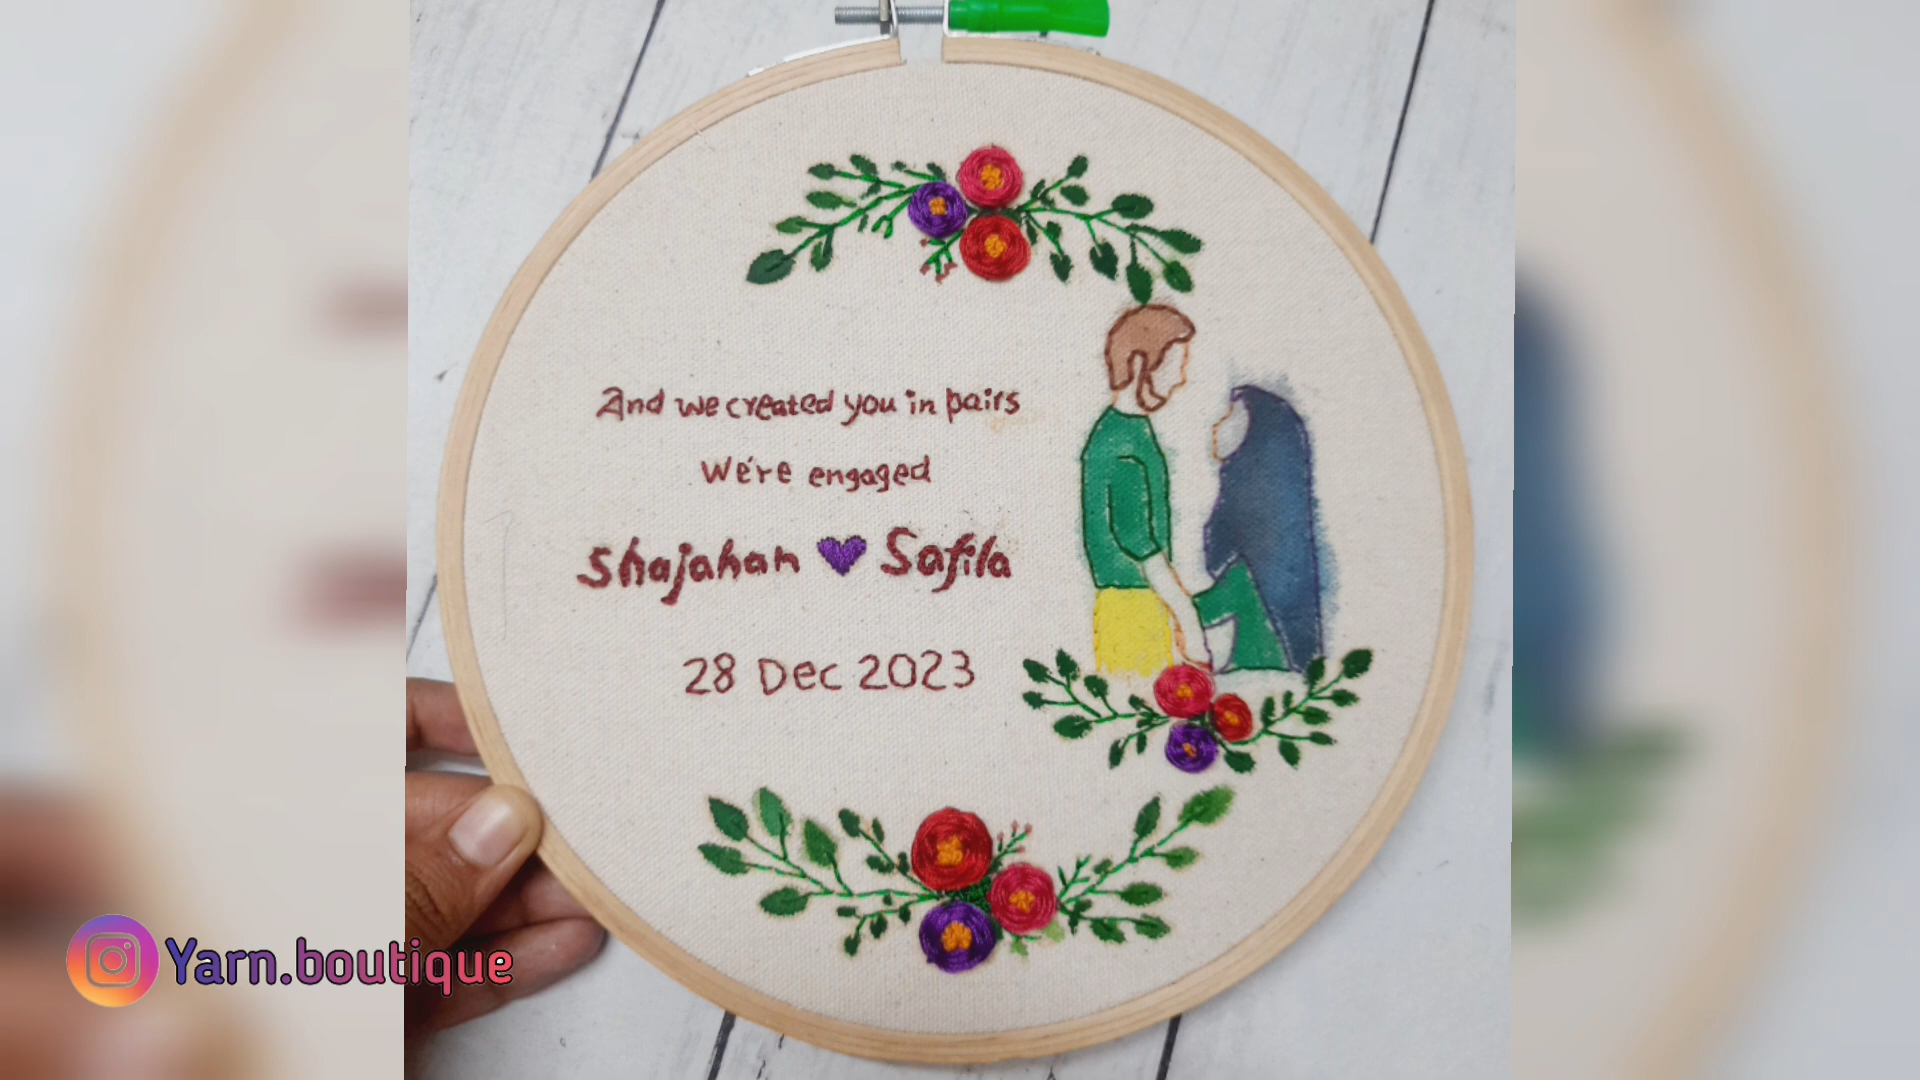 And we created you in pairs
We're engaged
Shajahan 💜 Safila
28 Dec 2023
Yarn.boutique